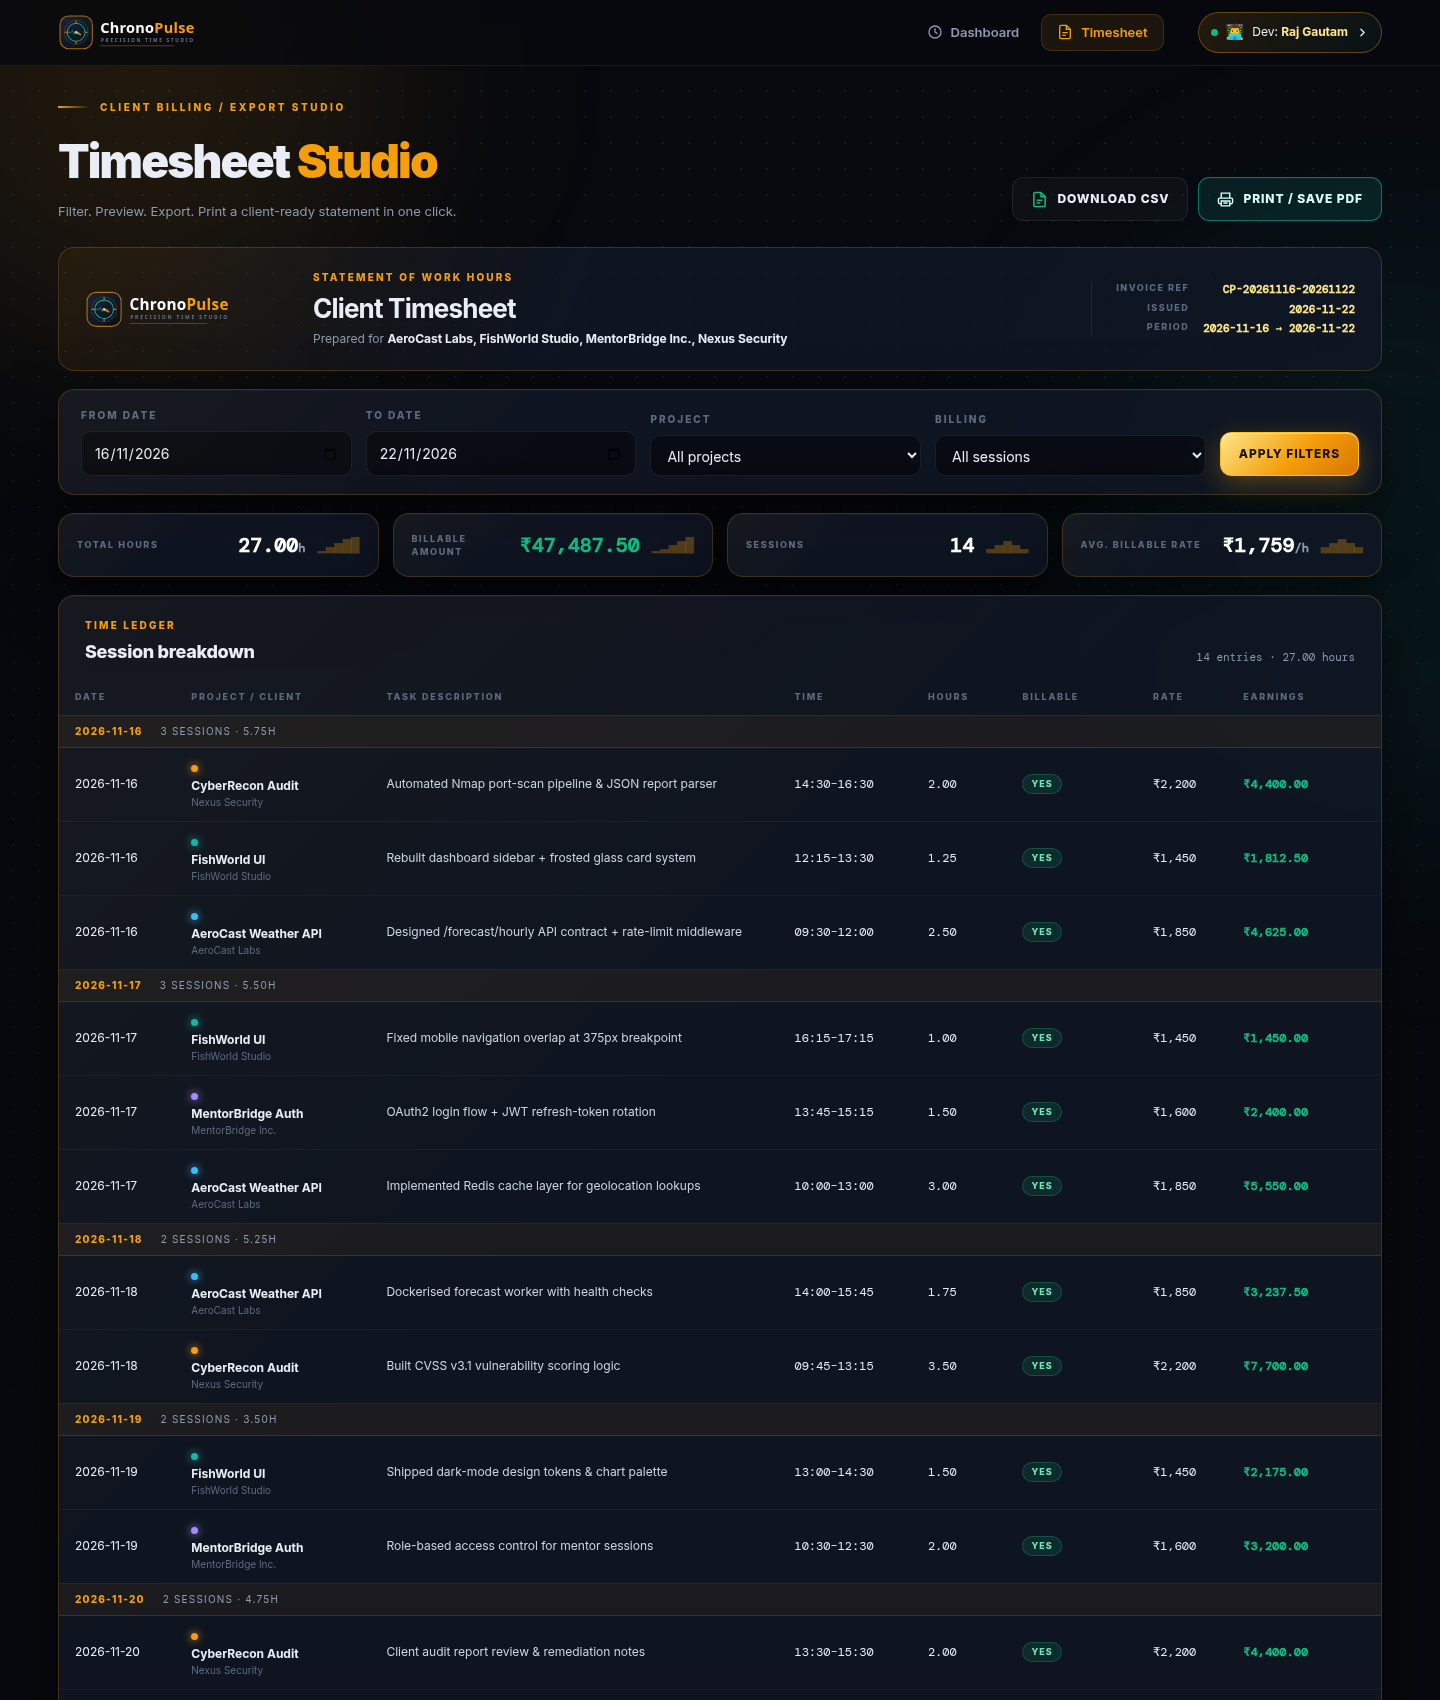 ChronoPulse
PRECISION TIME STUDIO
Dashboard
Timesheet
Dev: Raj Gautam
CLIENT BILLING / EXPORT STUDIO
Timesheet Studio
Filter. Preview. Export. Print a client-ready statement in one click.
DOWNLOAD CSV
PRINT / SAVE PDF
ChronoPulse
PRECISION TIME STUDIO
STATEMENT OF WORK HOURS
Client Timesheet
Prepared for AeroCast Labs, FishWorld Studio, MentorBridge Inc., Nexus Security
INVOICE REF CP-20261116-20261122
ISSUED 2026-11-22
PERIOD 2026-11-16 → 2026-11-22
FROM DATE
16/11/2026
TO DATE
22/11/2026
PROJECT
All projects
BILLING
All sessions
APPLY FILTERS
TOTAL HOURS 27.00h
BILLABLE AMOUNT ₹47,487.50
SESSIONS 14
AVG. BILLABLE RATE ₹1,759/h
TIME LEDGER
Session breakdown
14 entries · 27.00 hours
DATE PROJECT / CLIENT TASK DESCRIPTION TIME HOURS BILLABLE RATE EARNINGS
2026-11-16 3 SESSIONS · 5.75H
2026-11-16 CyberRecon Audit Nexus Security Automated Nmap port-scan pipeline & JSON report parser 14:30–16:30 2.00 YES ₹2,200 ₹4,400.00
2026-11-16 FishWorld UI FishWorld Studio Rebuilt dashboard sidebar + frosted glass card system 12:15–13:30 1.25 YES ₹1,450 ₹1,812.50
2026-11-16 AeroCast Weather API AeroCast Labs Designed /forecast/hourly API contract + rate-limit middleware 09:30–12:00 2.50 YES ₹1,850 ₹4,625.00
2026-11-17 3 SESSIONS · 5.50H
2026-11-17 FishWorld UI FishWorld Studio Fixed mobile navigation overlap at 375px breakpoint 16:15–17:15 1.00 YES ₹1,450 ₹1,450.00
2026-11-17 MentorBridge Auth MentorBridge Inc. OAuth2 login flow + JWT refresh-token rotation 13:45–15:15 1.50 YES ₹1,600 ₹2,400.00
2026-11-17 AeroCast Weather API AeroCast Labs Implemented Redis cache layer for geolocation lookups 10:00–13:00 3.00 YES ₹1,850 ₹5,550.00
2026-11-18 2 SESSIONS · 5.25H
2026-11-18 AeroCast Weather API AeroCast Labs Dockerised forecast worker with health checks 14:00–15:45 1.75 YES ₹1,850 ₹3,237.50
2026-11-18 CyberRecon Audit Nexus Security Built CVSS v3.1 vulnerability scoring logic 09:45–13:15 3.50 YES ₹2,200 ₹7,700.00
2026-11-19 2 SESSIONS · 3.50H
2026-11-19 FishWorld UI FishWorld Studio Shipped dark-mode design tokens & chart palette 13:00–14:30 1.50 YES ₹1,450 ₹2,175.00
2026-11-19 MentorBridge Auth MentorBridge Inc. Role-based access control for mentor sessions 10:30–12:30 2.00 YES ₹1,600 ₹3,200.00
2026-11-20 2 SESSIONS · 4.75H
2026-11-20 CyberRecon Audit Nexus Security Client audit report review & remediation notes 13:30–15:30 2.00 YES ₹2,200 ₹4,400.00